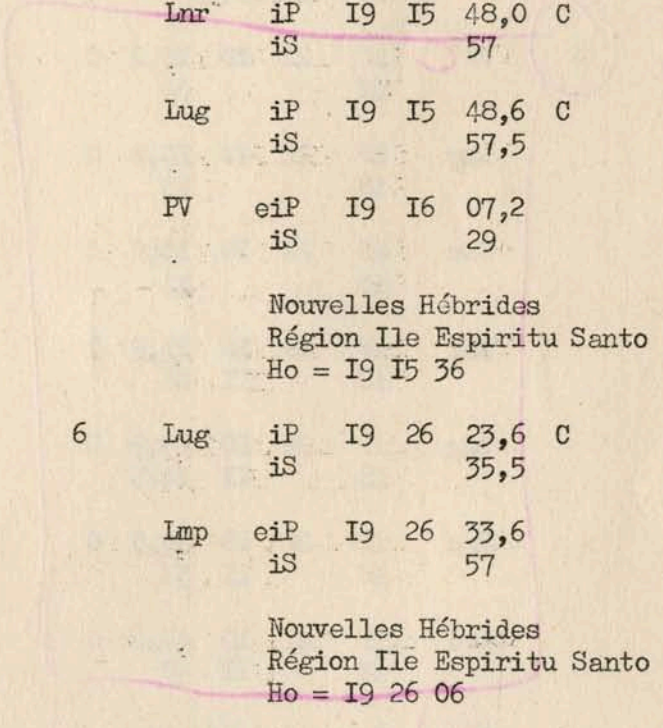 Lnr iP I9 I5 48,0 C
iS 57
Lug iP I9 I5 48,6 C
iS 57,5
PV eiP I9 I6 07,2
iS 29
Nouvelles Hébrides
Région Ile Espiritu Santo
Ho = I9 I5 36
6 Lug iP I9 26 23,6 C
iS 35,5
Lmp eiP I9 26 33,6
iS 57
Nouvelles Hébrides
Région Ile Espiritu Santo
Ho = I9 26 06